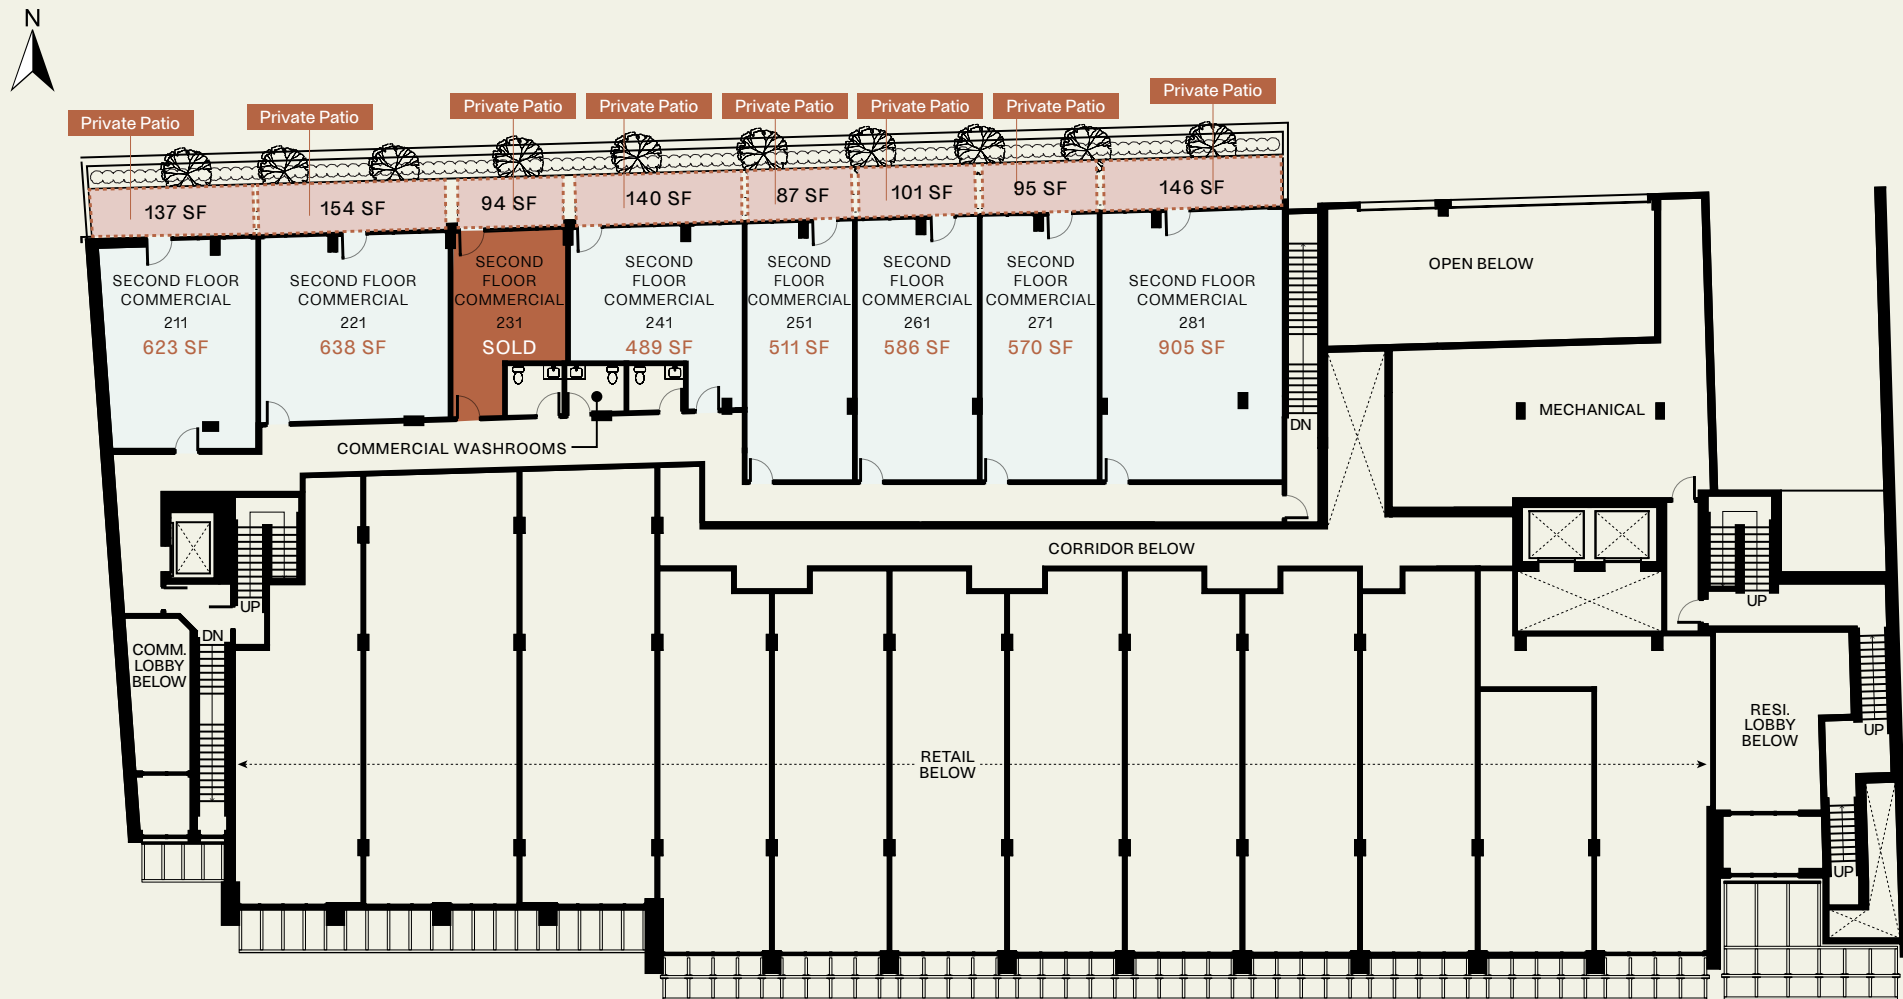 N
Private Patio
Private Patio
Private Patio
Private Patio
Private Patio
Private Patio
Private Patio
Private Patio
137 SF
154 SF
94 SF
140 SF
87 SF
101 SF
95 SF
146 SF
SECOND FLOOR
COMMERCIAL
211
623 SF
SECOND FLOOR
COMMERCIAL
221
638 SF
SECOND
FLOOR
COMMERCIAL
231
SOLD
SECOND
FLOOR
COMMERCIAL
241
489 SF
SECOND
FLOOR
COMMERCIAL
251
511 SF
SECOND
FLOOR
COMMERCIAL
261
586 SF
SECOND
FLOOR
COMMERCIAL
271
570 SF
SECOND FLOOR
COMMERCIAL
281
905 SF
OPEN BELOW
MECHANICAL
DN
COMMERCIAL WASHROOMS
CORRIDOR BELOW
UP
DN
COMM.
LOBBY
BELOW
UP
RESI.
LOBBY
BELOW
UP
RETAIL
BELOW
UP